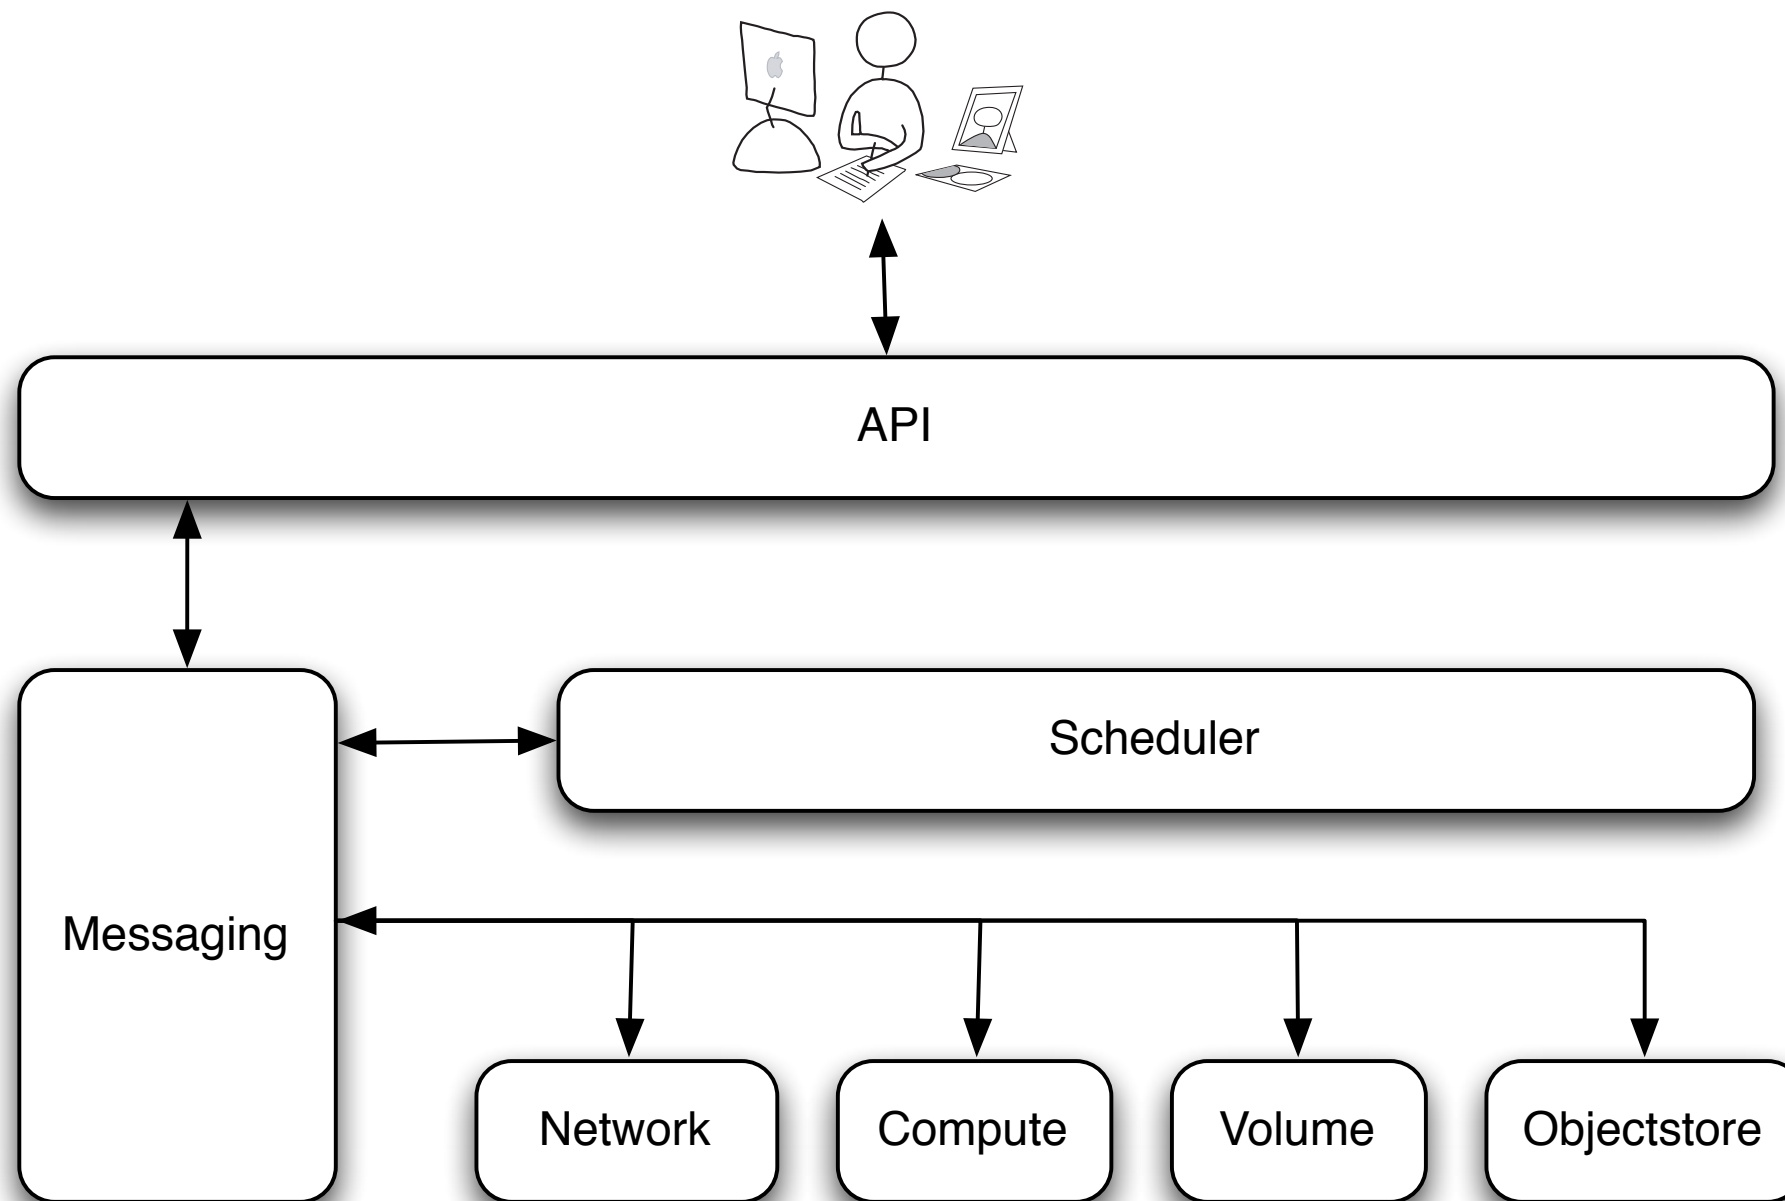 API
Scheduler
Messaging
Network
Compute
Volume
Objectstore